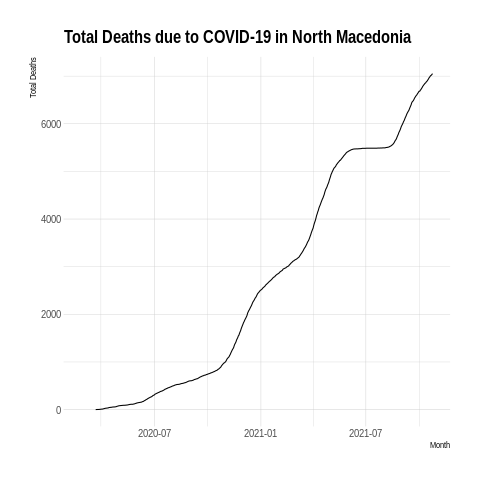 Total Deaths due to COVID-19 in North Macedonia
Total Deaths
6000
4000
2000
0
2020-07 2021-01 2021-07
Month